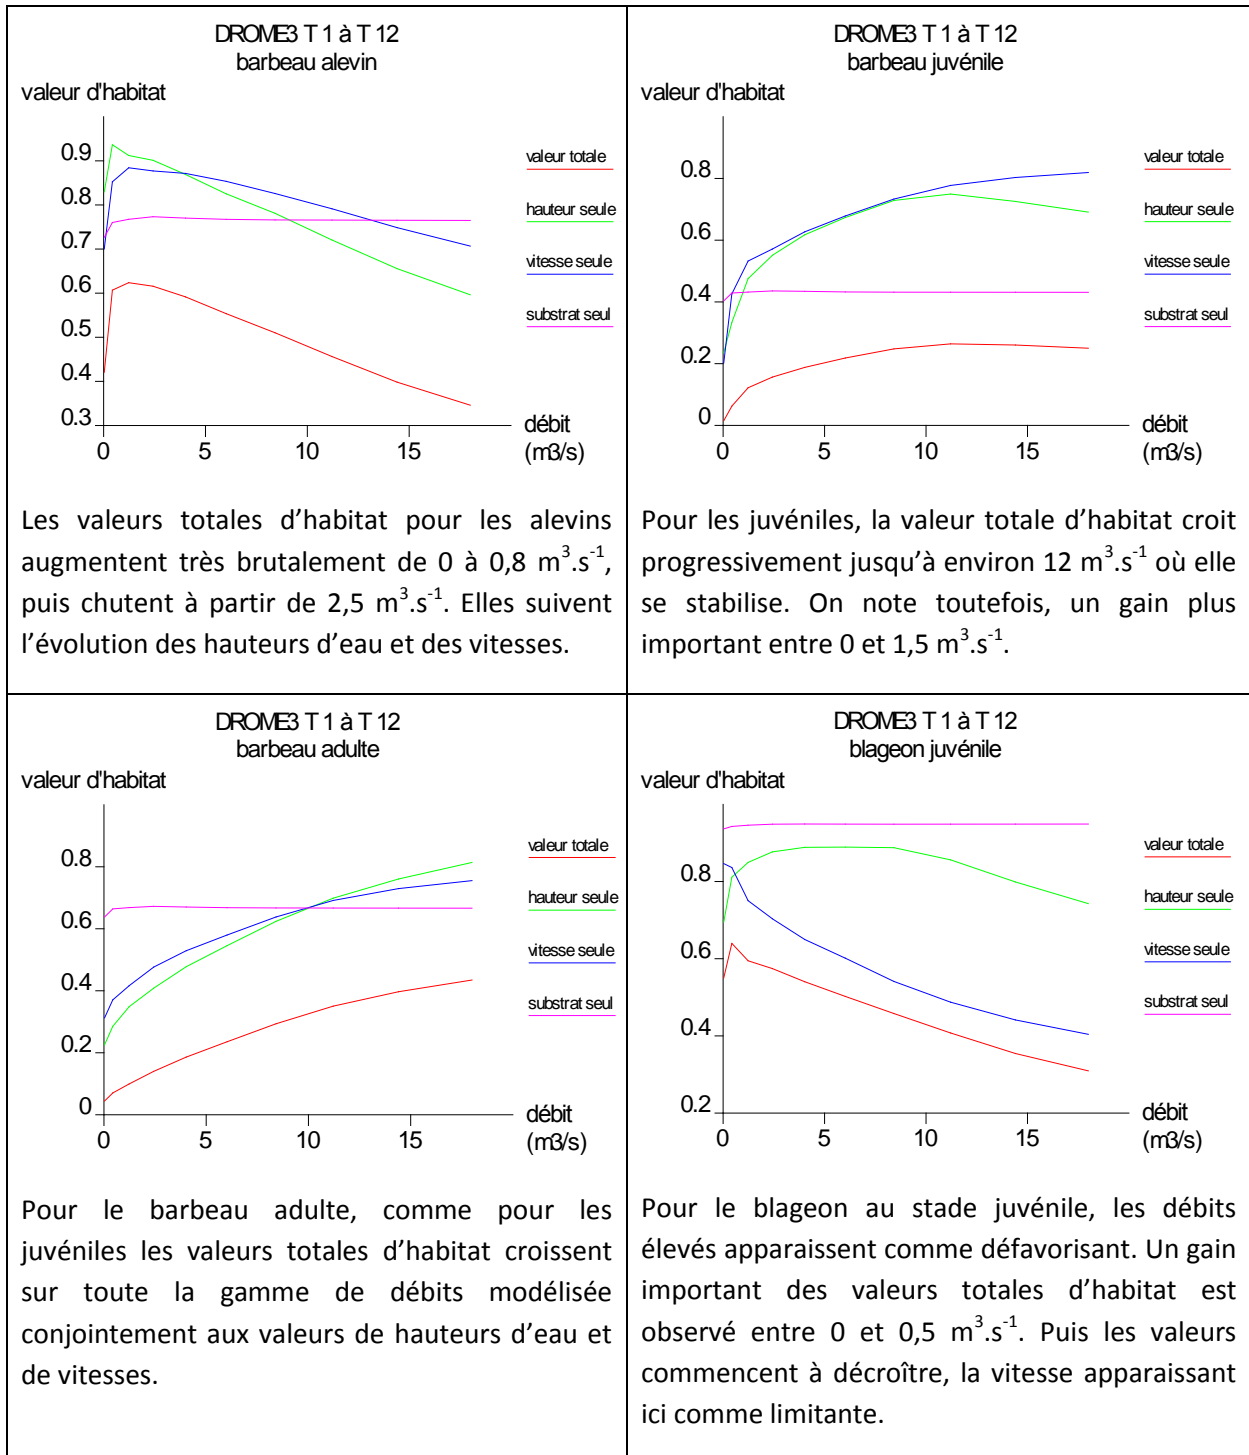 DROME3 T 1 à T 12
barbeau alevin
valeur d'habitat
0.9
0.8
0.7
0.6
0.5
0.4
0.3
0 5 10 15
débit
(m3/s)
valeur totale
hauteur seule
vitesse seule
substrat seul
Les valeurs totales d’habitat pour les alevins
augmentent très brutalement de 0 à 0,8 m³.s⁻¹,
puis chutent à partir de 2,5 m³.s⁻¹. Elles suivent
l’évolution des hauteurs d’eau et des vitesses.
DROME3 T 1 à T 12
barbeau juvénile
valeur d'habitat
0.8
0.6
0.4
0.2
0
0 5 10 15
débit
(m3/s)
valeur totale
hauteur seule
vitesse seule
substrat seul
Pour les juvéniles, la valeur totale d’habitat croit
progressivement jusqu’à environ 12 m³.s⁻¹ où elle
se stabilise. On note toutefois, un gain plus
important entre 0 et 1,5 m³.s⁻¹.
DROME3 T 1 à T 12
barbeau adulte
valeur d'habitat
0.8
0.6
0.4
0.2
0
0 5 10 15
débit
(m3/s)
valeur totale
hauteur seule
vitesse seule
substrat seul
Pour le barbeau adulte, comme pour les
juvéniles les valeurs totales d’habitat croissent
sur toute la gamme de débits modélisée
conjointement aux valeurs de hauteurs d’eau et
de vitesses.
DROME3 T 1 à T 12
blageon juvénile
valeur d'habitat
0.8
0.6
0.4
0.2
0 5 10 15
débit
(m3/s)
valeur totale
hauteur seule
vitesse seule
substrat seul
Pour le blageon au stade juvénile, les débits
élevés apparaissent comme défavorisant. Un gain
important des valeurs totales d’habitat est
observé entre 0 et 0,5 m³.s⁻¹. Puis les valeurs
commencent à décroître, la vitesse apparaissant
ici comme limitante.